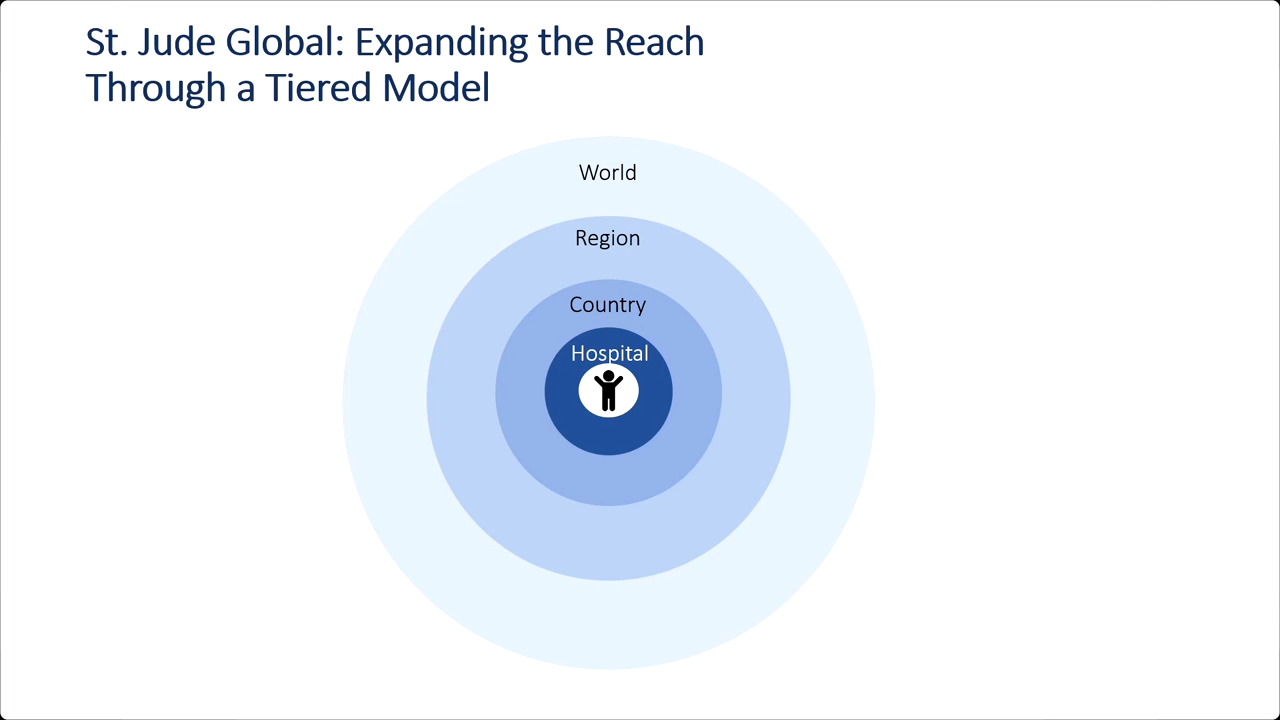 St. Jude Global: Expanding the Reach
Through a Tiered Model
World
Region
Country
Hospital